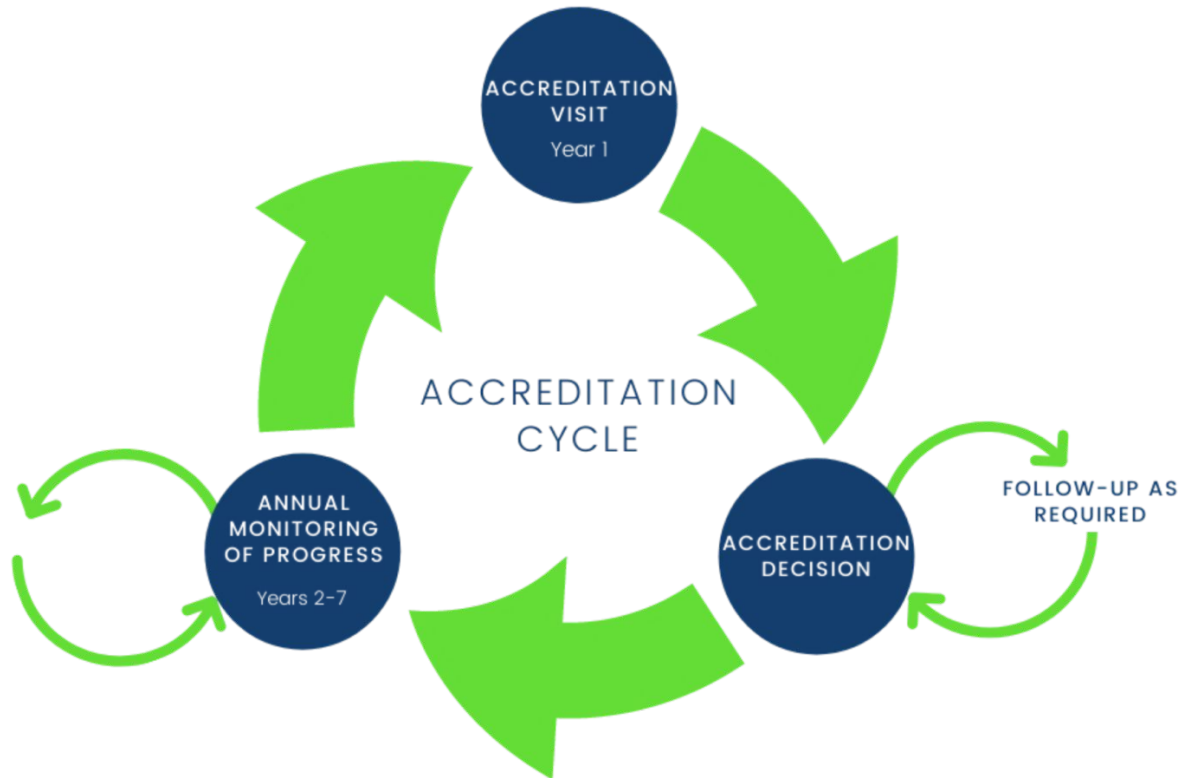 ACCREDITATION
VISIT
Year 1
ACCREDITATION
CYCLE
ANNUAL
MONITORING
OF PROGRESS
Years 2-7
ACCREDITATION
DECISION
FOLLOW-UP AS
REQUIRED